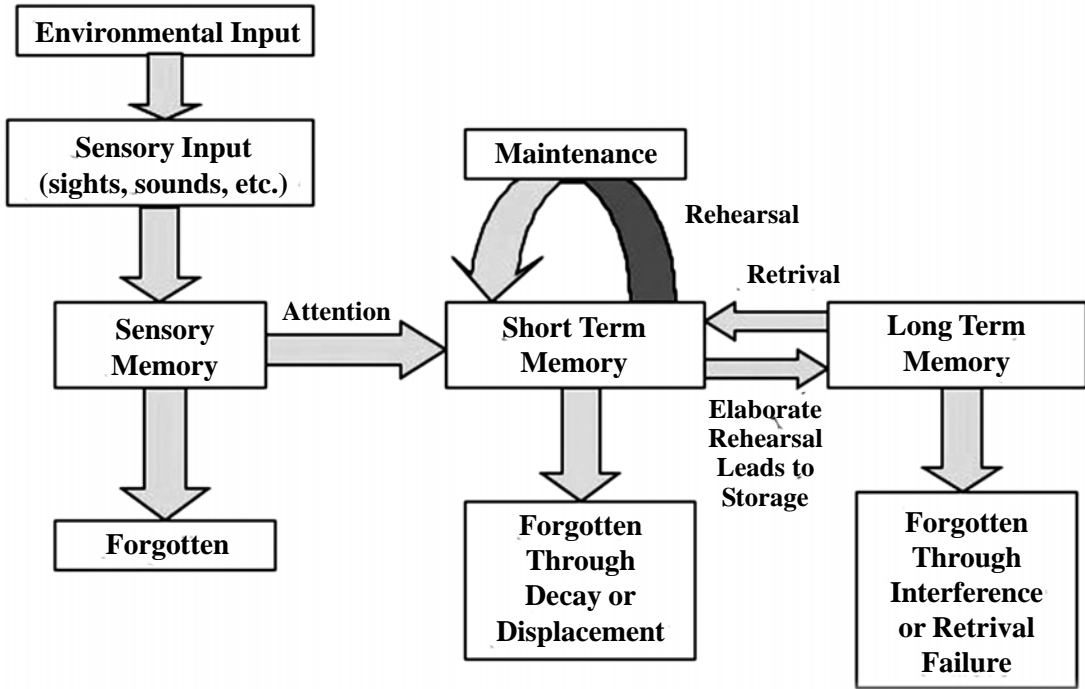 Environmental Input
Sensory Input
(sights, sounds, etc.)
Maintenance
Rehearsal
Retrival
Sensory
Memory
Attention
Short Term
Memory
Long Term
Memory
Elaborate
Rehearsal
Leads to
Storage
Forgotten
Forgotten
Through
Decay or
Displacement
Forgotten
Through
Interference
or Retrival
Failure